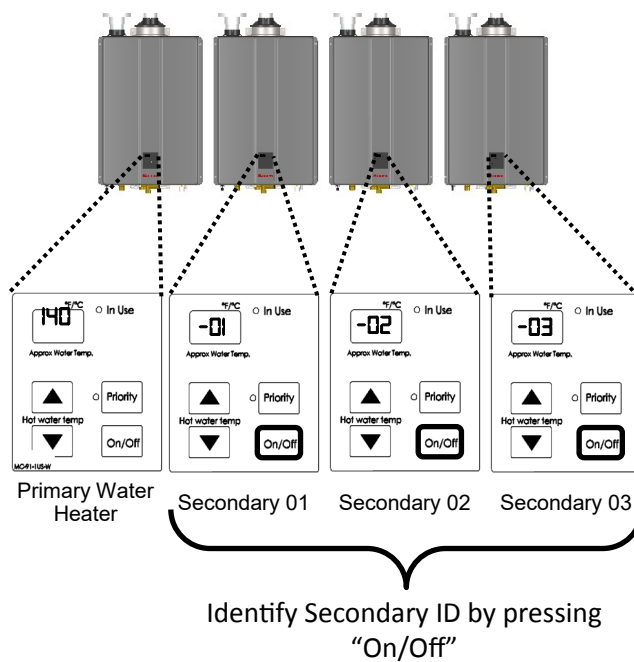 °F/°C
In Use
140
Approx Water Temp.
Priority
Hot water temp
On/Off
MC-91-1US-W
Primary Water
Heater
°F/°C
In Use
-01
Approx Water Temp.
Priority
Hot water temp
On/Off
Secondary 01
°F/°C
In Use
-02
Approx Water Temp.
Priority
Hot water temp
On/Off
Secondary 02
°F/°C
In Use
-03
Approx Water Temp.
Priority
Hot water temp
On/Off
Secondary 03
Identify Secondary ID by pressing
“On/Off”